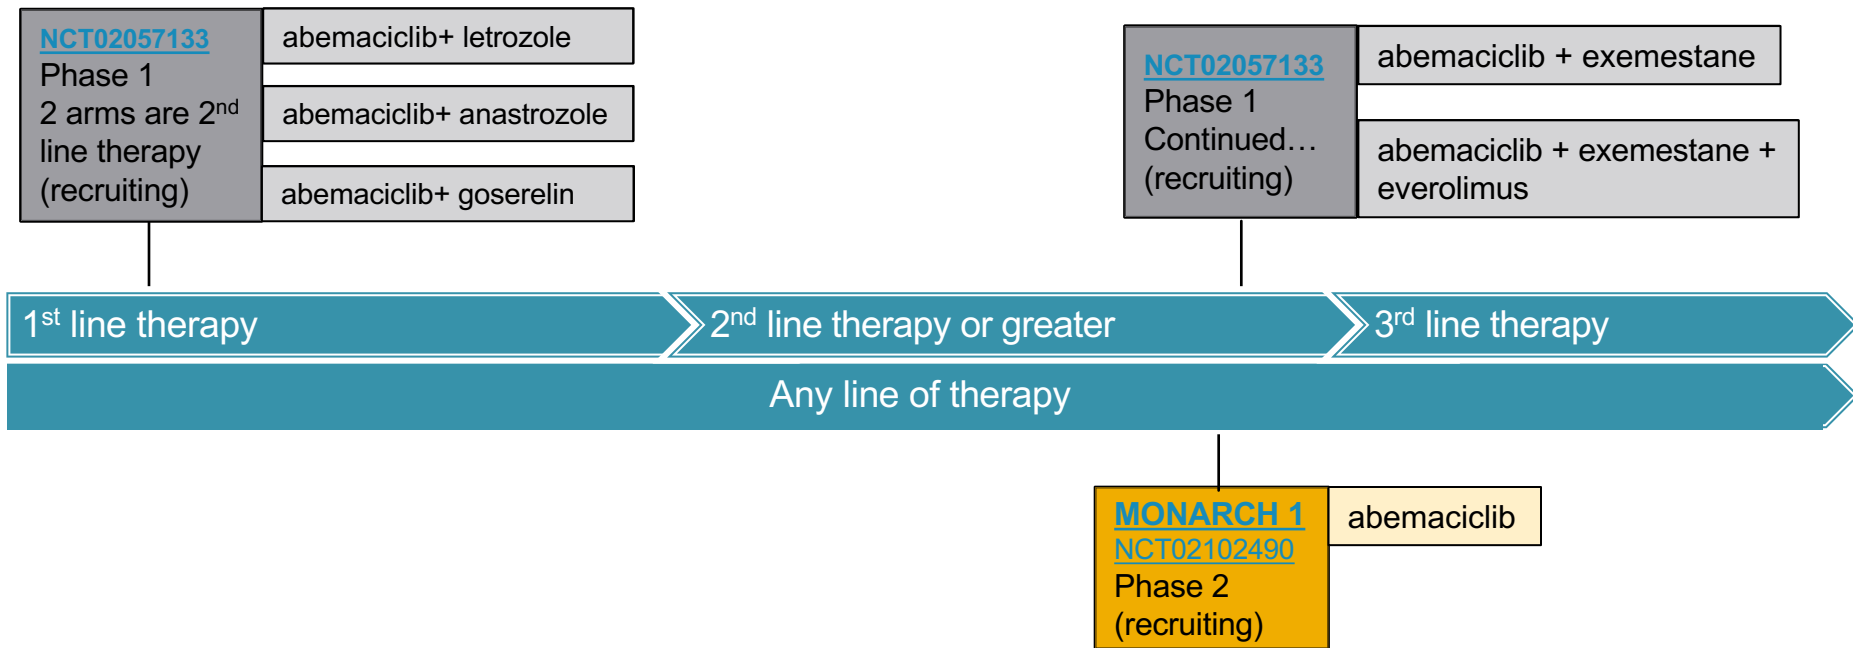 NCT02057133
Phase 1
2 arms are 2nd
line therapy
(recruiting)
abemaciclib+ letrozole
abemaciclib+ anastrozole
abemaciclib+ goserelin
NCT02057133
Phase 1
Continued…
(recruiting)
abemaciclib + exemestane
abemaciclib + exemestane +
everolimus
1st line therapy
2nd line therapy or greater
3rd line therapy
Any line of therapy
MONARCH 1
NCT02102490
Phase 2
(recruiting)
abemaciclib